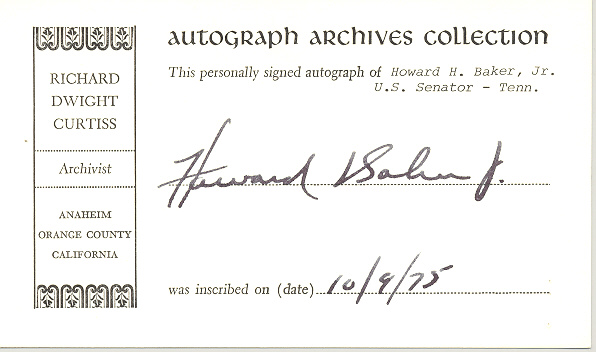 AUTOGRAPH ARCHIVES COLLECTION
This personally signed autograph of Howard H. Baker, Jr.
U.S. Senator - Tenn.
RICHARD
DWIGHT
CURTISS
Archivist
ANAHEIM
ORANGE COUNTY
CALIFORNIA
Howard H Baker Jr.
was inscribed on (date) 10/9/75